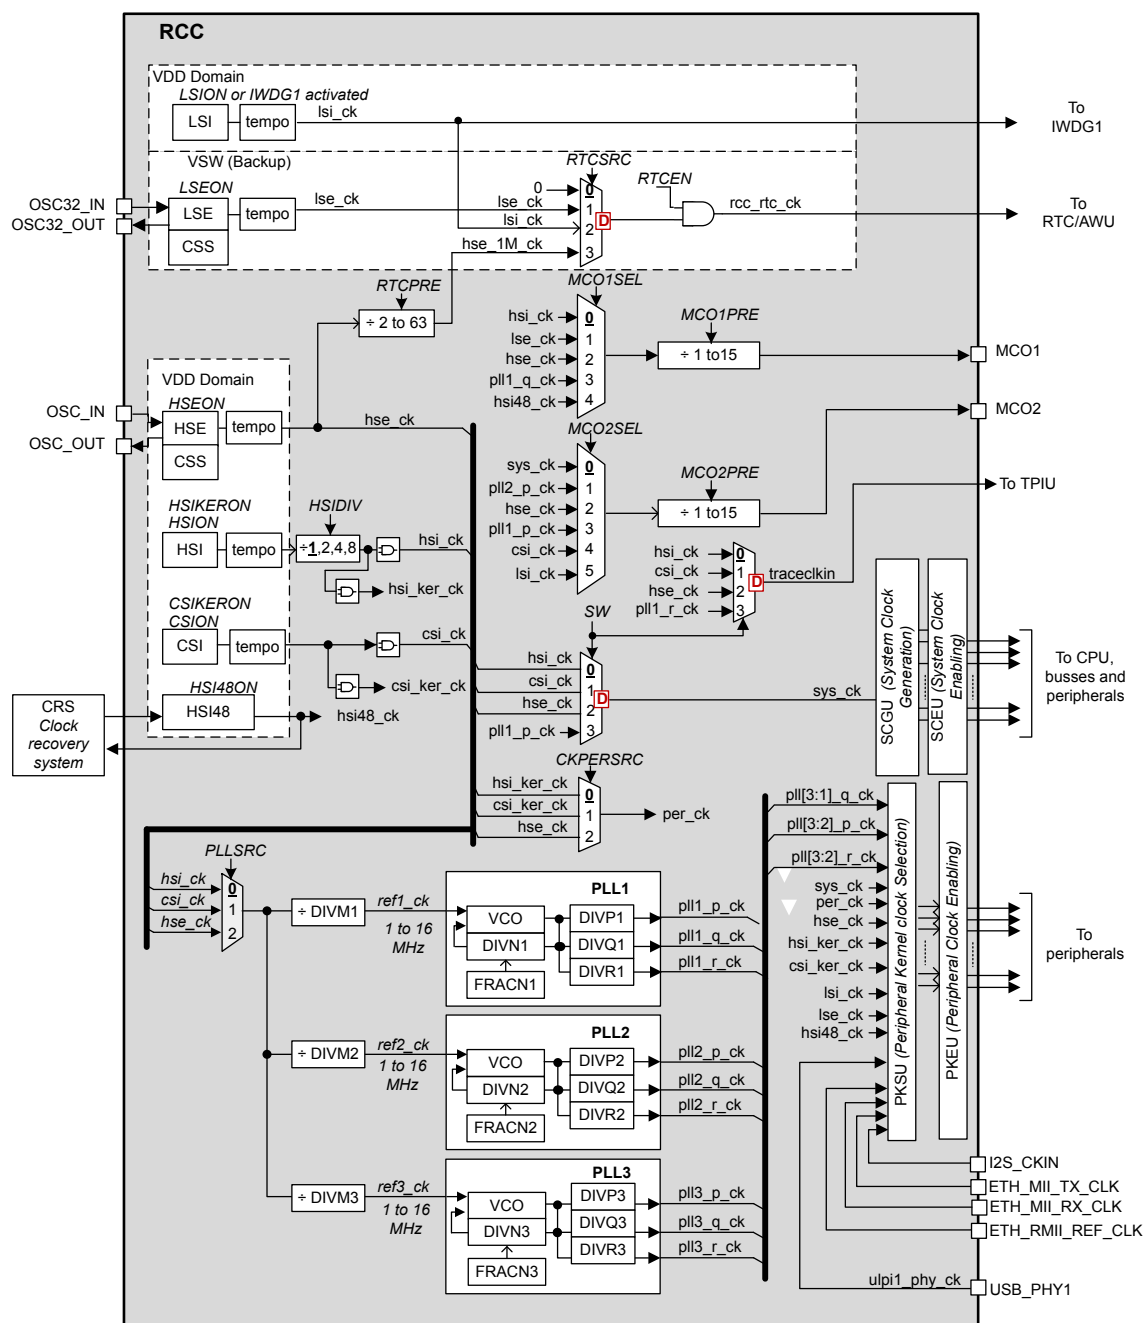 RCC
VDD Domain
LSION or IWDG1 activated
LSI
tempo
lsi_ck
To
IWDG1
VSW (Backup)
RTCSRC
LSEON
RTCEN
OSC32_IN
OSC32_OUT
LSE
tempo
CSS
lse_ck
0
lse_ck
lsi_ck
hse_1M_ck
0
1
2
3
D
rcc_rtc_ck
To
RTC/AWU
RTCPRE
÷ 2 to 63
MCO1SEL
hsi_ck
lse_ck
hse_ck
pll1_q_ck
hsi48_ck
0
1
2
3
4
MCO1PRE
÷ 1 to15
MCO1
VDD Domain
OSC_IN
OSC_OUT
HSEON
HSE
tempo
CSS
hse_ck
MCO2SEL
sys_ck
pll2_p_ck
hse_ck
pll1_p_ck
csi_ck
lsi_ck
0
1
2
3
4
5
MCO2PRE
÷ 1 to15
MCO2
To TPIU
HSIKERON
HSION
HSI
tempo
HSIDIV
÷1,2,4,8
hsi_ck
hsi_ker_ck
hsi_ck
csi_ck
hse_ck
pll1_r_ck
0
1
2
3
D
traceclkin
CSIKERON
CSION
CSI
tempo
csi_ck
csi_ker_ck
SW
hsi_ck
csi_ck
hse_ck
pll1_p_ck
0
1
2
3
D
sys_ck
SCGU (System Clock
Generation)
SCEU (System Clock
Enabling)
To CPU,
busses and
peripherals
CRS
Clock
recovery
system
HSI48ON
HSI48
hsi48_ck
CKPERSRC
hsi_ker_ck
csi_ker_ck
hse_ck
0
1
2
per_ck
PLLSRC
hsi_ck
csi_ck
hse_ck
0
1
2
÷ DIVM1
ref1_ck
1 to 16
MHz
PLL1
VCO
DIVN1
FRACN1
DIVP1
DIVQ1
DIVR1
pll1_p_ck
pll1_q_ck
pll1_r_ck
÷ DIVM2
ref2_ck
1 to 16
MHz
PLL2
VCO
DIVN2
FRACN2
DIVP2
DIVQ2
DIVR2
pll2_p_ck
pll2_q_ck
pll2_r_ck
÷ DIVM3
ref3_ck
1 to 16
MHz
PLL3
VCO
DIVN3
FRACN3
DIVP3
DIVQ3
DIVR3
pll3_p_ck
pll3_q_ck
pll3_r_ck
pll[3:1]_q_ck
pll[3:2]_p_ck
pll[3:2]_r_ck
sys_ck
per_ck
hse_ck
hsi_ker_ck
csi_ker_ck
lsi_ck
lse_ck
hsi48_ck
PKSU (Peripheral Kernel clock Selection)
PKEU (Peripheral Clock Enabling)
To
peripherals
I2S_CKIN
ETH_MII_TX_CLK
ETH_MII_RX_CLK
ETH_RMII_REF_CLK
ulpi1_phy_ck
USB_PHY1